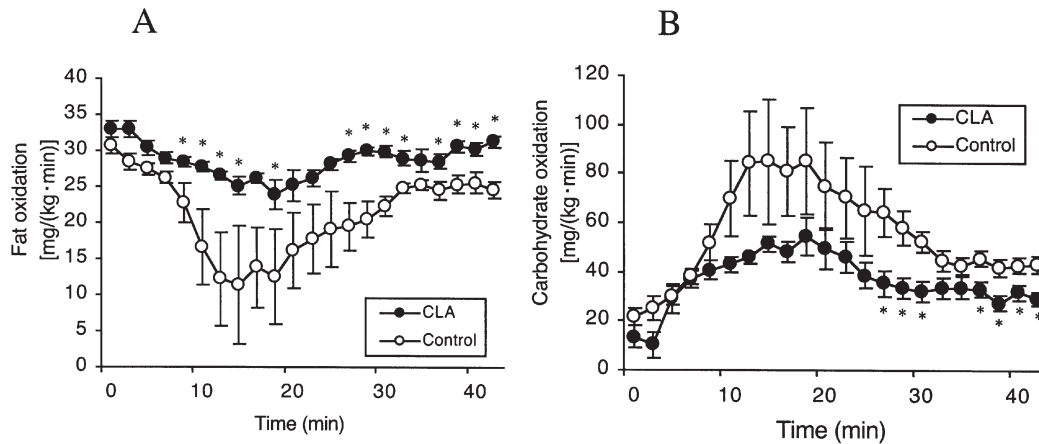 A
Fat oxidation
[mg/(kg·min)]
40
35
30
25
20
15
10
5
0
* * * * * * * * * * * * *
CLA
Control
0 10 20 30 40
Time (min)
B
Carbohydrate oxidation
[mg/(kg·min)]
120
100
80
60
40
20
0
CLA
Control
* * * * * * *
0 10 20 30 40
Time (min)